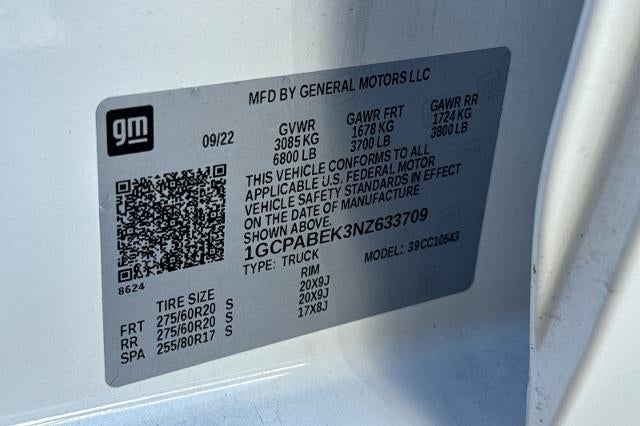 MFD BY GENERAL MOTORS LLC
gm
09/22
GVWR GAWR FRT GAWR RR
3085 KG 1678 KG 1724 KG
6800 LB 3700 LB 3800 LB
THIS VEHICLE CONFORMS TO ALL
APPLICABLE U.S. FEDERAL MOTOR
VEHICLE SAFETY STANDARDS IN EFFECT
ON THE DATE OF MANUFACTURE
SHOWN ABOVE.
1GCPABEK3NZ633709
TYPE: TRUCK MODEL: 39CC10543
8624
TIRE SIZE RIM
FRT 275/60R20 S 20X9J
RR 275/60R20 S 20X9J
SPA 255/80R17 S 17X8J